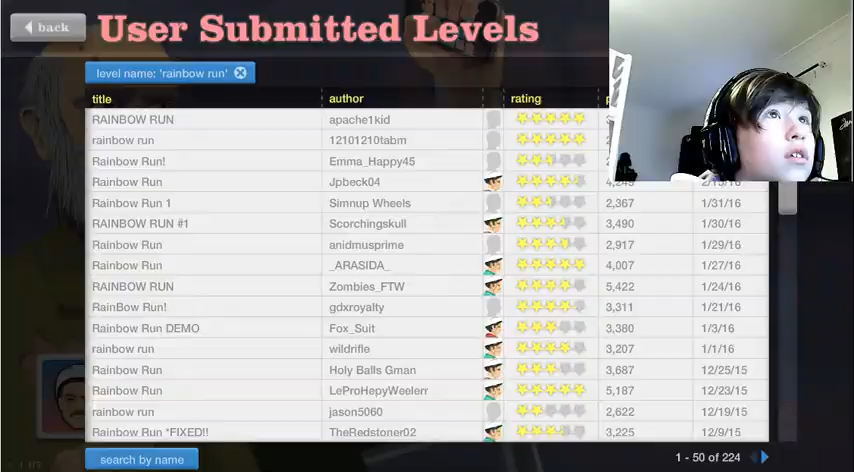 back
User Submitted Levels
level name: 'rainbow run'
title author rating
RAINBOW RUN apache1kid
rainbow run 12101210tabm
Rainbow Run! Emma_Happy45
Rainbow Run Jpbeck04 4,249 2/15/16
Rainbow Run 1 Simnup Wheels 2,367 1/31/16
RAINBOW RUN #1 Scorchingskull 3,490 1/30/16
Rainbow Run anidmusprime 2,917 1/29/16
Rainbow Run _ARASIDA_ 4,007 1/27/16
RAINBOW RUN Zombies_FTW 5,422 1/24/16
RainBow Run! gdxroyalty 3,311 1/21/16
Rainbow Run DEMO Fox_Suit 3,380 1/3/16
rainbow run wildrifle 3,207 1/1/16
Rainbow Run Holy Balls Gman 3,687 12/25/15
Rainbow Run LeProHepyWeelerr 5,187 12/23/15
rainbow run jason5060 2,622 12/19/15
Rainbow Run *FIXED!! TheRedstoner02 3,225 12/9/15
search by name 1 - 50 of 224